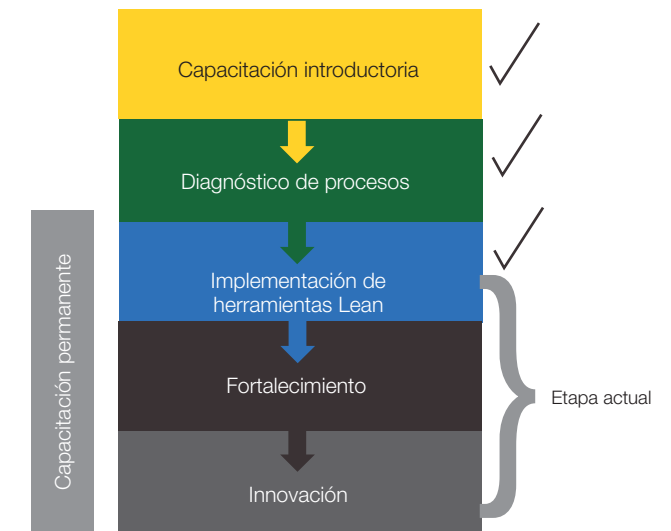 Capacitación introductoria
Diagnóstico de procesos
Implementación de
herramientas Lean
Fortalecimiento
Innovación
Capacitación permanente
Etapa actual